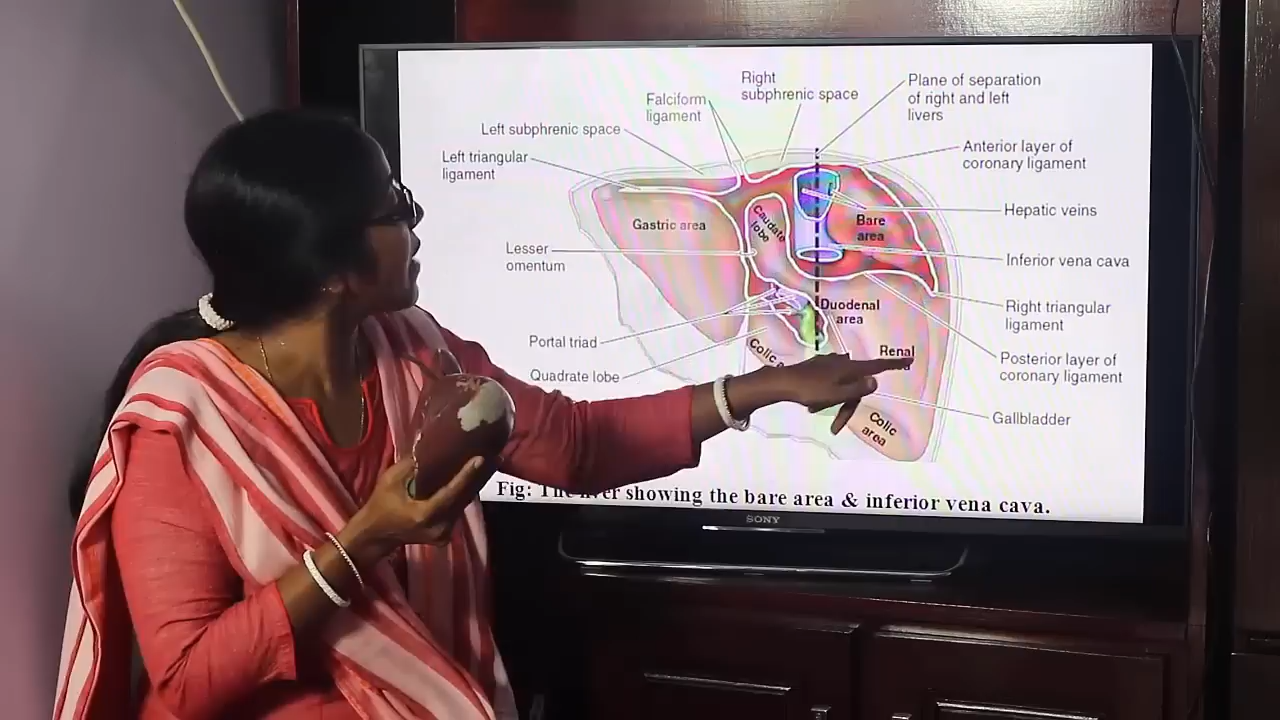 Right
subphrenic space
Plane of separation
of right and left
livers
Falciform
ligament
Left subphrenic space
Left triangular
ligament
Anterior layer of
coronary ligament
Gastric area
Caudate
lobe
Bare
area
Hepatic veins
Lesser
omentum
Inferior vena cava
Duodenal
area
Right triangular
ligament
Portal triad
Colic
Renal
Posterior layer of
coronary ligament
Quadrate lobe
Gallbladder
Colic
area
Fig: The liver showing the bare area & inferior vena cava.
SONY